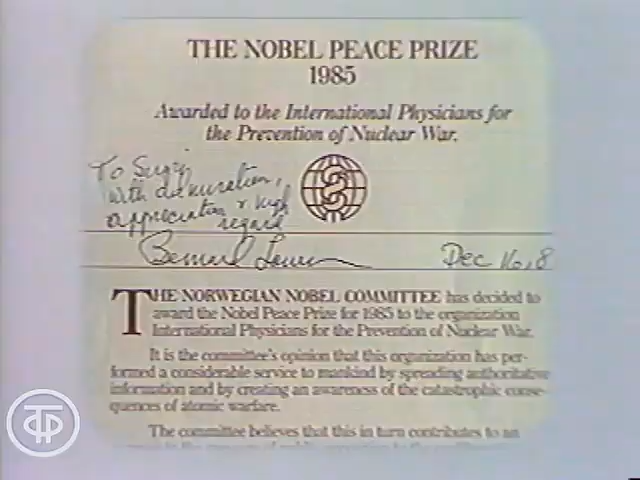 THE NOBEL PEACE PRIZE
1985
Awarded to the International Physicians for
the Prevention of Nuclear War.
To
with admiration,
appreciation & high
regard
Bernard Lown
Dec 16, 8
THE NORWEGIAN NOBEL COMMITTEE has decided to
award the Nobel Peace Prize for 1985 to the organization
International Physicians for the Prevention of Nuclear War.
It is the committee's opinion that this organization has per-
formed a considerable service to mankind by spreading authoritative
information and by creating an awareness of the catastrophic conse-
quences of atomic warfare.
The committee believes that this in turn contributes to an